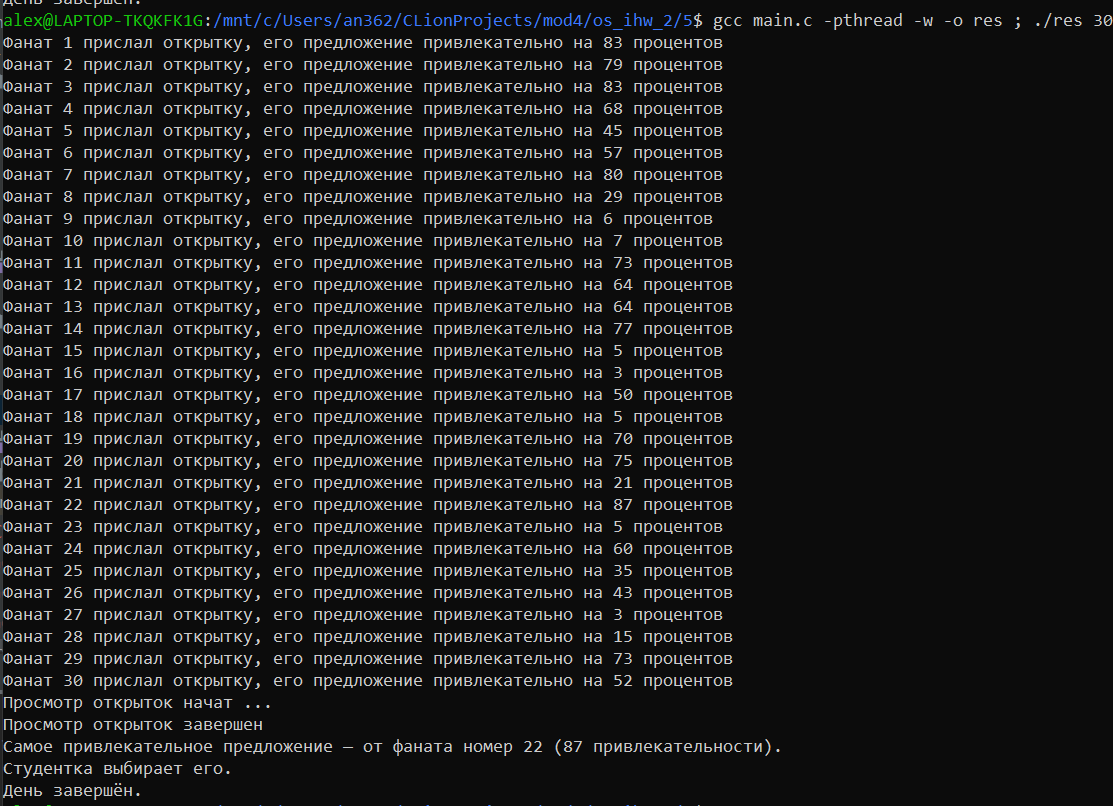 день завершён.
alex@LAPTOP-TKQKFK1G:/mnt/c/Users/an362/CLionProjects/mod4/os_ihw_2/5$ gcc main.c -pthread -w -o res ; ./res 30
Фанат 1 прислал открытку, его предложение привлекательно на 83 процентов
Фанат 2 прислал открытку, его предложение привлекательно на 79 процентов
Фанат 3 прислал открытку, его предложение привлекательно на 83 процентов
Фанат 4 прислал открытку, его предложение привлекательно на 68 процентов
Фанат 5 прислал открытку, его предложение привлекательно на 45 процентов
Фанат 6 прислал открытку, его предложение привлекательно на 57 процентов
Фанат 7 прислал открытку, его предложение привлекательно на 80 процентов
Фанат 8 прислал открытку, его предложение привлекательно на 29 процентов
Фанат 9 прислал открытку, его предложение привлекательно на 6 процентов
Фанат 10 прислал открытку, его предложение привлекательно на 7 процентов
Фанат 11 прислал открытку, его предложение привлекательно на 73 процентов
Фанат 12 прислал открытку, его предложение привлекательно на 64 процентов
Фанат 13 прислал открытку, его предложение привлекательно на 64 процентов
Фанат 14 прислал открытку, его предложение привлекательно на 77 процентов
Фанат 15 прислал открытку, его предложение привлекательно на 5 процентов
Фанат 16 прислал открытку, его предложение привлекательно на 3 процентов
Фанат 17 прислал открытку, его предложение привлекательно на 50 процентов
Фанат 18 прислал открытку, его предложение привлекательно на 5 процентов
Фанат 19 прислал открытку, его предложение привлекательно на 70 процентов
Фанат 20 прислал открытку, его предложение привлекательно на 75 процентов
Фанат 21 прислал открытку, его предложение привлекательно на 21 процентов
Фанат 22 прислал открытку, его предложение привлекательно на 87 процентов
Фанат 23 прислал открытку, его предложение привлекательно на 5 процентов
Фанат 24 прислал открытку, его предложение привлекательно на 60 процентов
Фанат 25 прислал открытку, его предложение привлекательно на 35 процентов
Фанат 26 прислал открытку, его предложение привлекательно на 43 процентов
Фанат 27 прислал открытку, его предложение привлекательно на 3 процентов
Фанат 28 прислал открытку, его предложение привлекательно на 15 процентов
Фанат 29 прислал открытку, его предложение привлекательно на 73 процентов
Фанат 30 прислал открытку, его предложение привлекательно на 52 процентов
Просмотр открыток начат ...
Просмотр открыток завершен
Самое привлекательное предложение — от фаната номер 22 (87 привлекательности).
Студентка выбирает его.
День завершён.